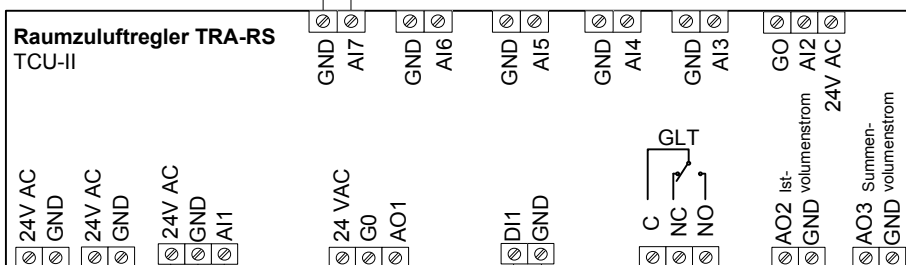 Raumzuluftregler TRA-RS
TCU-II
GND
AI7
GND
AI6
GND
AI5
GND
AI4
GND
AI3
GO
AI2
24V AC
24V AC
GND
24V AC
GND
24V AC
GND
AI1
24 VAC
G0
AO1
DI1
GND
GLT
C
NC
NO
AO2 Ist-
GND volumenstrom
AO3 Summen-
GND volumenstrom